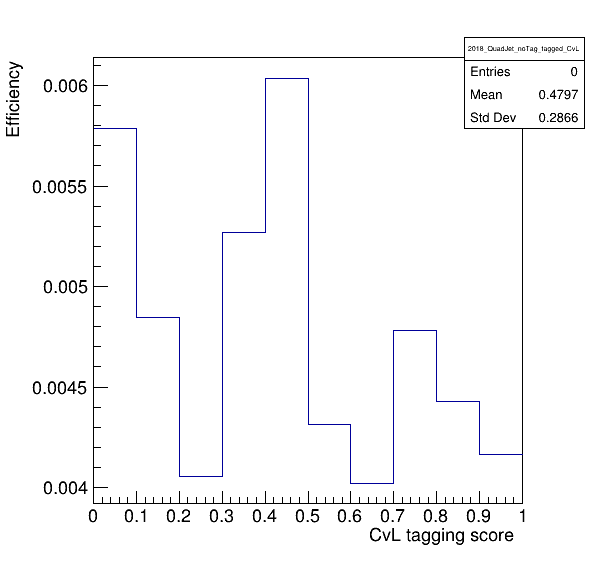 2018_QuadJet_noTag_tagged_CvL
Entries 0
Mean 0.4797
Std Dev 0.2866
Efficiency
0.006
0.0055
0.005
0.0045
0.004
0 0.1 0.2 0.3 0.4 0.5 0.6 0.7 0.8 0.9 1
CvL tagging score